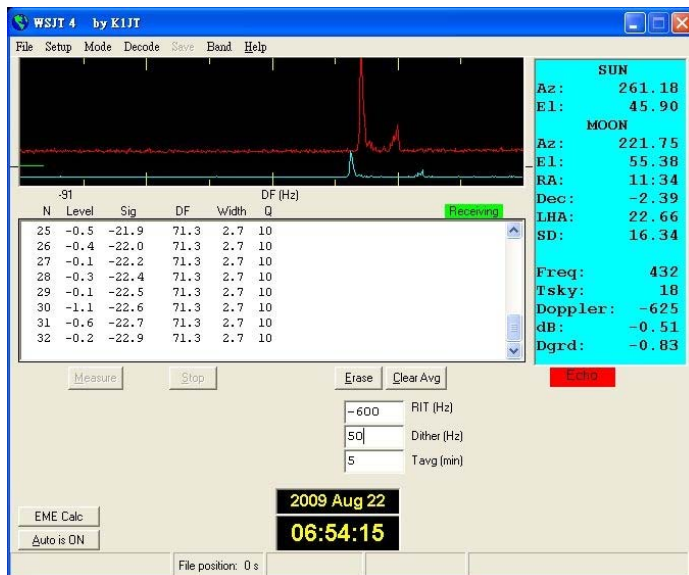 WSJT 4 by K1JT
File Setup Mode Decode Save Band Help
SUN
Az: 261.18
El: 45.90
MOON
Az: 221.75
El: 55.38
RA: 11:34
Dec: -2.39
LHA: 22.66
SD: 16.34
Freq: 432
Tsky: 18
Doppler: -625
dB: -0.51
Dgrd: -0.83
Echo
-91 DF (Hz)
N Level Sig DF Width Q Receiving
25 -0.5 -21.9 71.3 2.7 10
26 -0.4 -22.0 71.3 2.7 10
27 -0.1 -22.2 71.3 2.7 10
28 -0.3 -22.4 71.3 2.7 10
29 -0.1 -22.5 71.3 2.7 10
30 -1.1 -22.6 71.3 2.7 10
31 -0.6 -22.7 71.3 2.7 10
32 -0.2 -22.9 71.3 2.7 10
Measure Stop Erase Clear Avg
-600 RIT (Hz)
50 Dither (Hz)
5 Tavg (min)
EME Calc
Auto is ON
2009 Aug 22
06:54:15
File position: 0 s